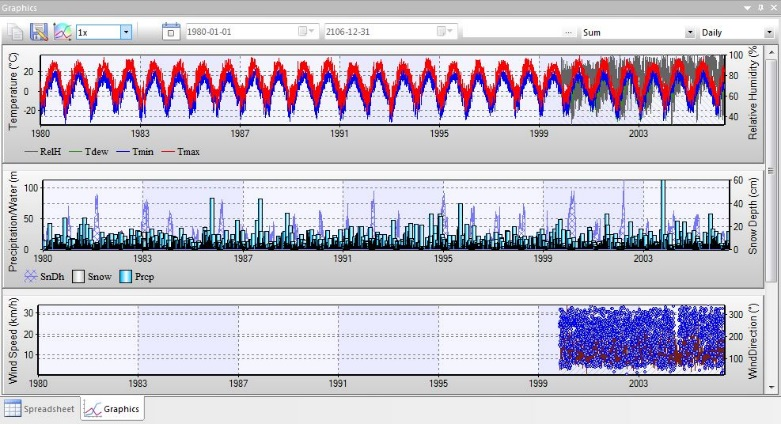 Graphics
1x 1980-01-01 2106-12-31 ... Sum Daily
Temperature (°C)
20
0
-20
100
80
60
40
Relative Humidity (%
1980 1983 1987 1991 1995 1999 2003
RelH Tdew Tmin Tmax
Precipitation/Water (m
100
50
0
60
40
20
0
Snow Depth (cm)
1980 1983 1987 1991 1995 1999 2003
SnDh Snow Prcp
Wind Speed (km/h)
30
20
10
300
200
100
WindDirection (°)
1980 1983 1987 1991 1995 1999 2003
Spreadsheet Graphics